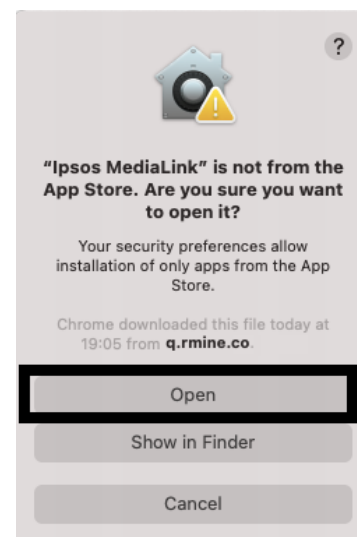 ?
“Ipsos MediaLink” is not from the
App Store. Are you sure you want
to open it?
Your security preferences allow
installation of only apps from the App
Store.
Chrome downloaded this file today at
19:05 from q.rmine.co.
Open
Show in Finder
Cancel